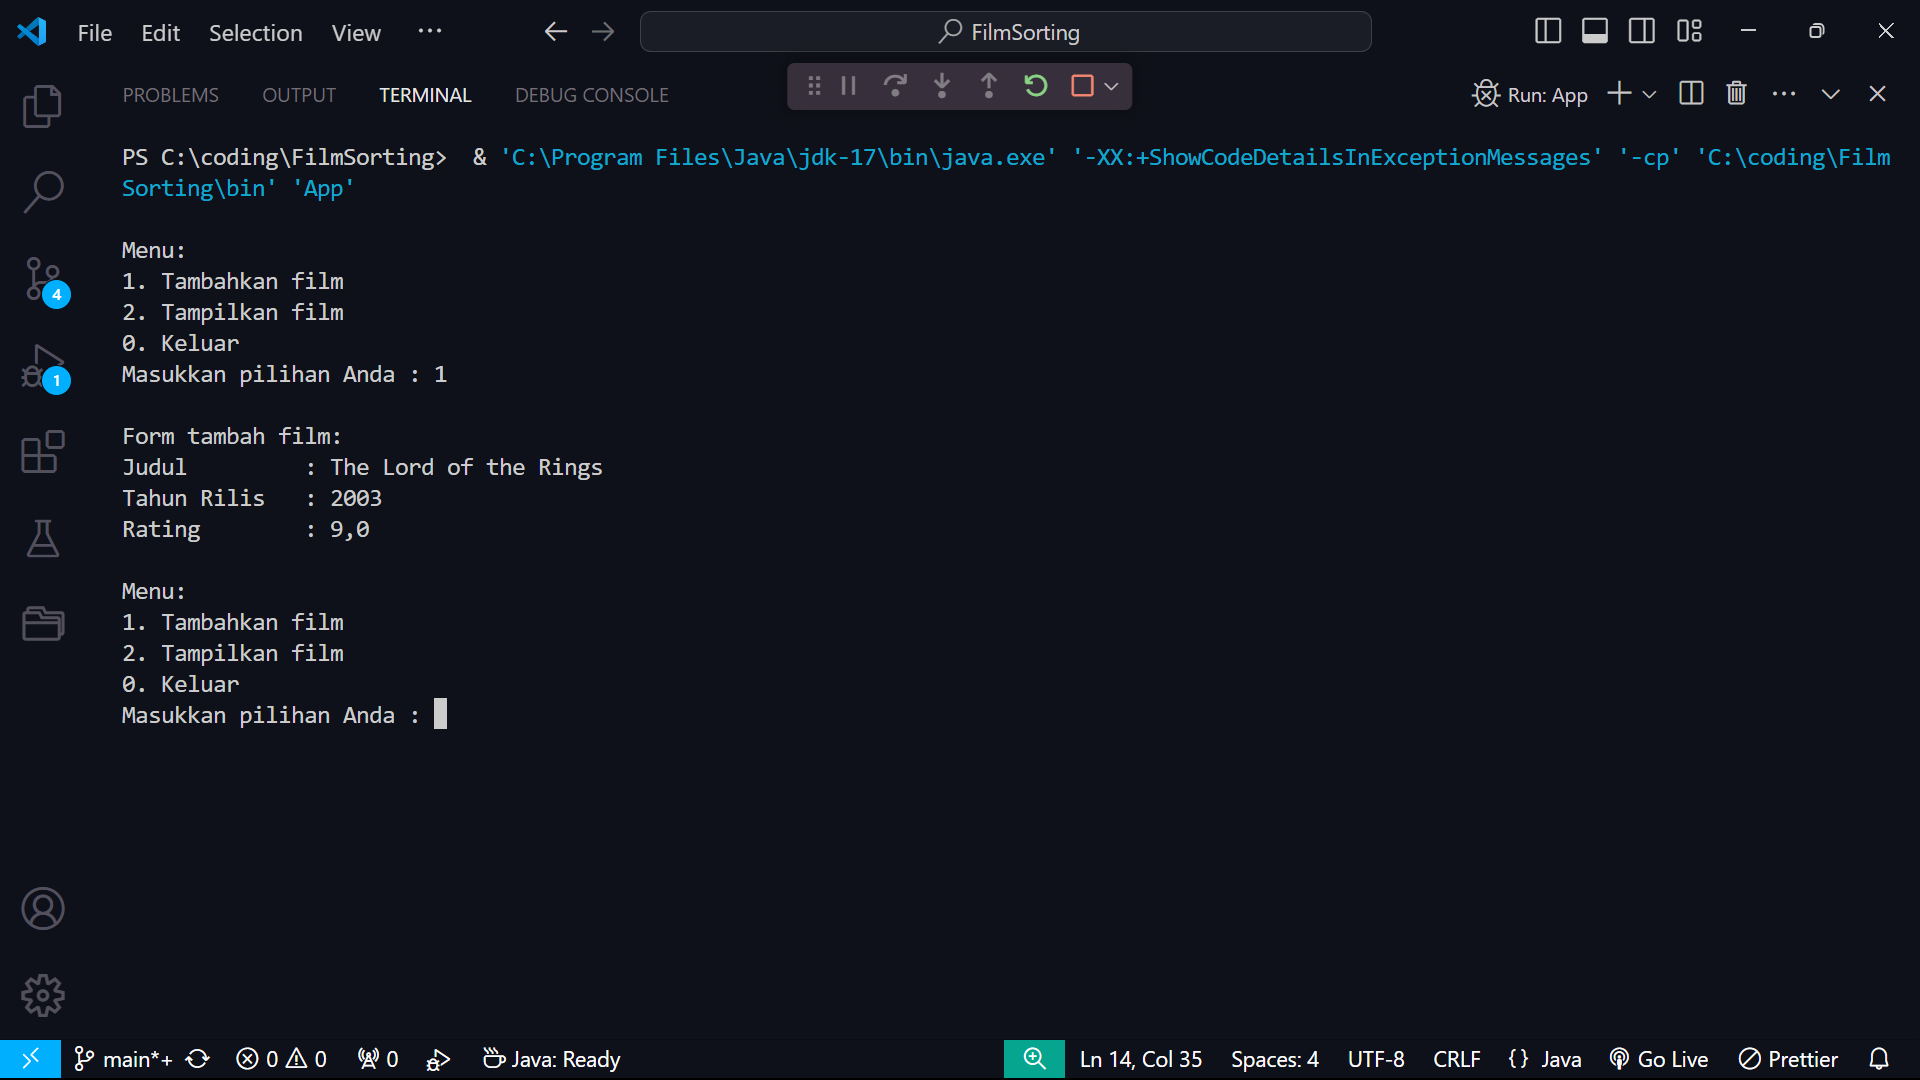 File Edit Selection View ··· FilmSorting
PROBLEMS OUTPUT TERMINAL DEBUG CONSOLE Run: App
PS C:\coding\FilmSorting>  & 'C:\Program Files\Java\jdk-17\bin\java.exe' '-XX:+ShowCodeDetailsInExceptionMessages' '-cp' 'C:\coding\Film
Sorting\bin' 'App'
Menu:
1. Tambahkan film
2. Tampilkan film
0. Keluar
Masukkan pilihan Anda : 1
Form tambah film:
Judul         : The Lord of the Rings
Tahun Rilis   : 2003
Rating        : 9,0
Menu:
1. Tambahkan film
2. Tampilkan film
0. Keluar
Masukkan pilihan Anda :
4
1
main*+ 0 0 0 Java: Ready Ln 14, Col 35 Spaces: 4 UTF-8 CRLF {} Java Go Live Prettier